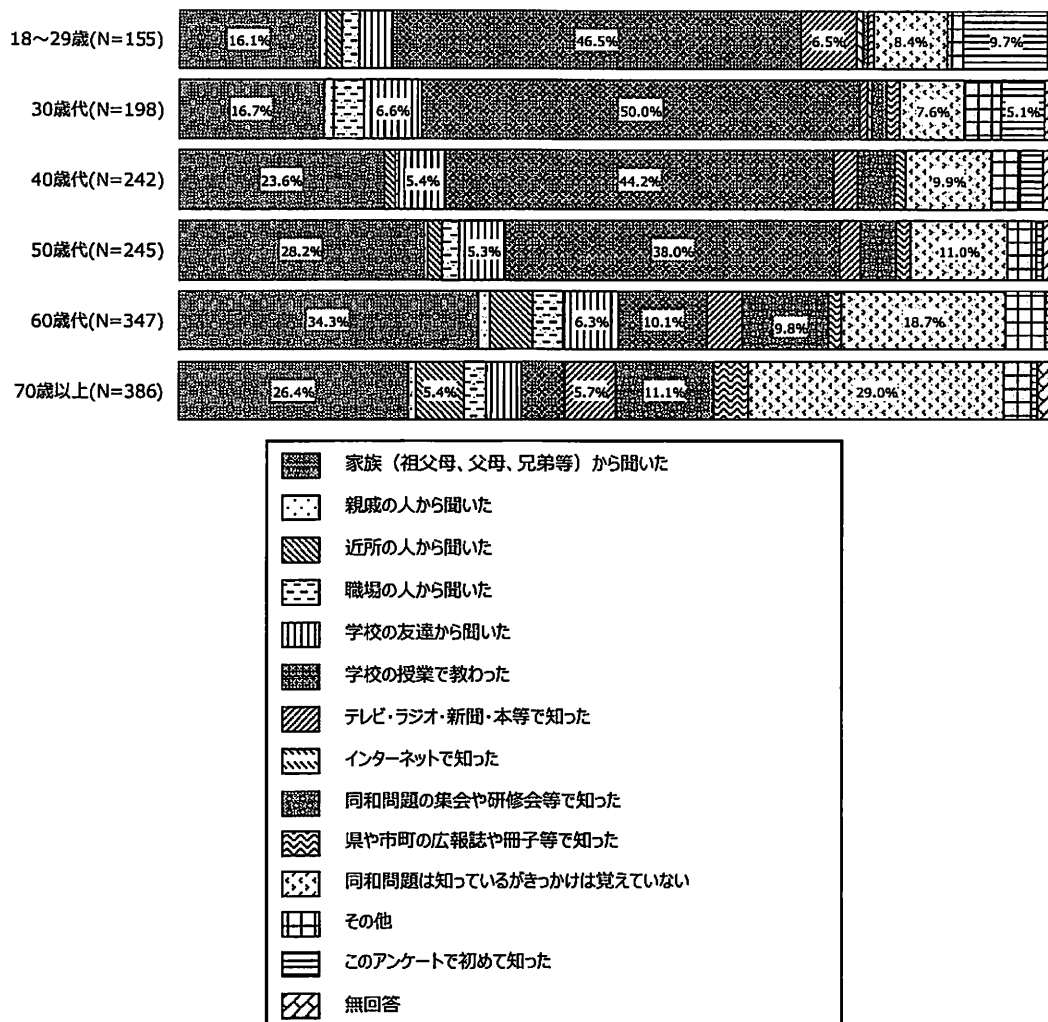 18～29歳(N=155) 16.1% 46.5% 6.5% 8.4% 9.7%
30歳代(N=198) 16.7% 6.6% 50.0% 7.6% 5.1%
40歳代(N=242) 23.6% 5.4% 44.2% 9.9%
50歳代(N=245) 28.2% 5.3% 38.0% 11.0%
60歳代(N=347) 34.3% 6.3% 10.1% 9.8% 18.7%
70歳以上(N=386) 26.4% 5.4% 5.7% 11.1% 29.0%
家族（祖父母、父母、兄弟等）から聞いた
親戚の人から聞いた
近所の人から聞いた
職場の人から聞いた
学校の友達から聞いた
学校の授業で教わった
テレビ・ラジオ・新聞・本等で知った
インターネットで知った
同和問題の集会や研修会等で知った
県や市町の広報誌や冊子等で知った
同和問題は知っているがきっかけは覚えていない
その他
このアンケートで初めて知った
無回答